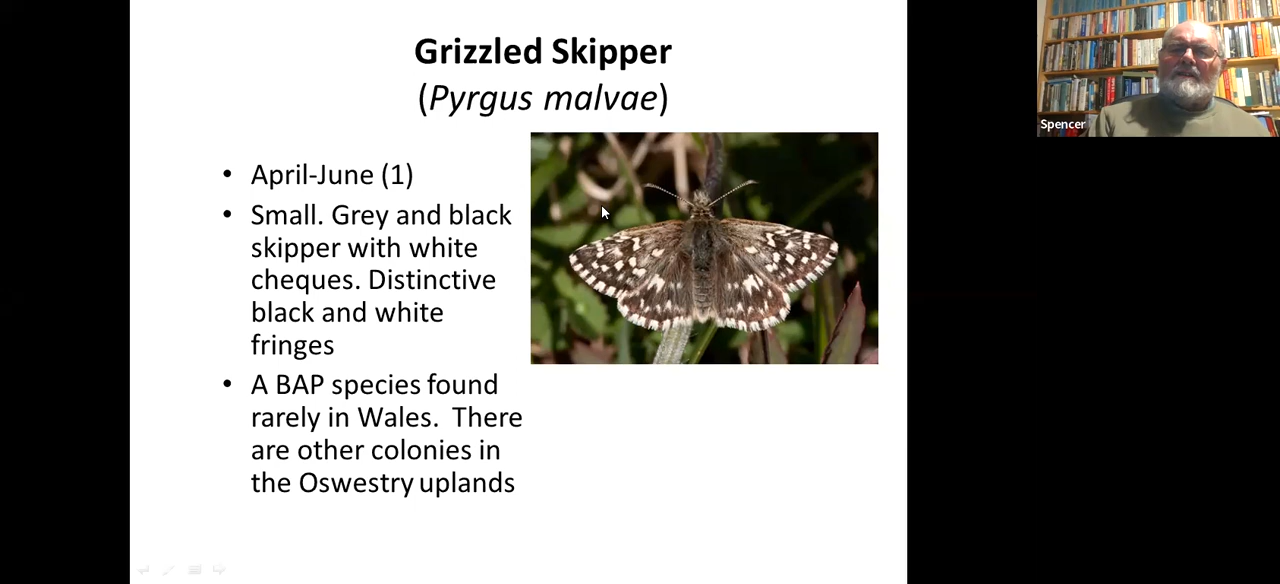 Grizzled Skipper
(Pyrgus malvae)
• April-June (1)
• Small. Grey and black
skipper with white
cheques. Distinctive
black and white
fringes
• A BAP species found
rarely in Wales.  There
are other colonies in
the Oswestry uplands
Spencer